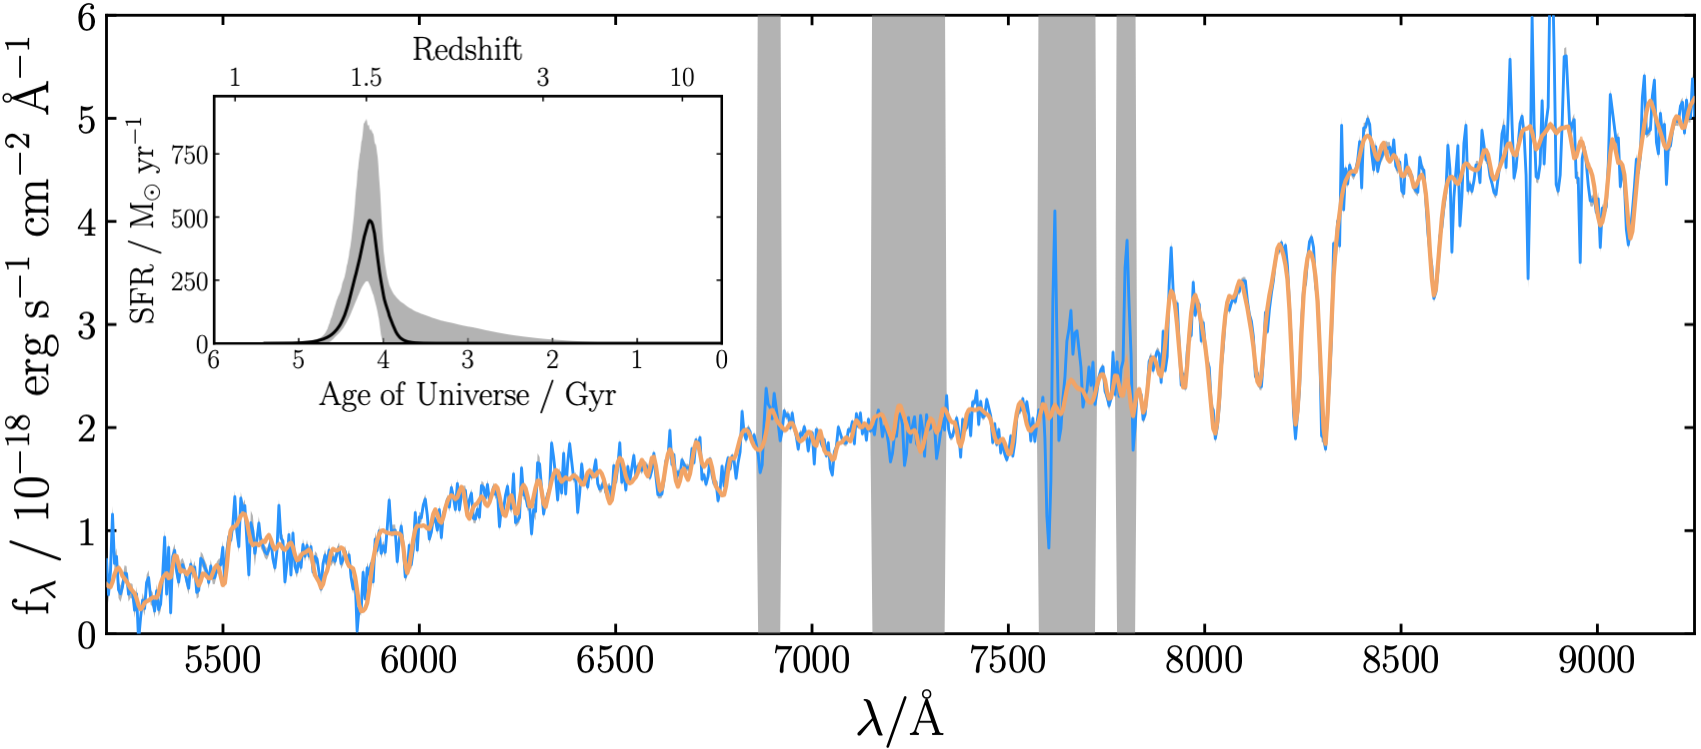 6
5
4
3
2
1
0
f_λ / 10⁻¹⁸ erg s⁻¹ cm⁻² Å⁻¹
Redshift
1 1.5 3 10
750
500
250
0
SFR / M⊙ yr⁻¹
6 5 4 3 2 1 0
Age of Universe / Gyr
5500 6000 6500 7000 7500 8000 8500 9000
λ/Å